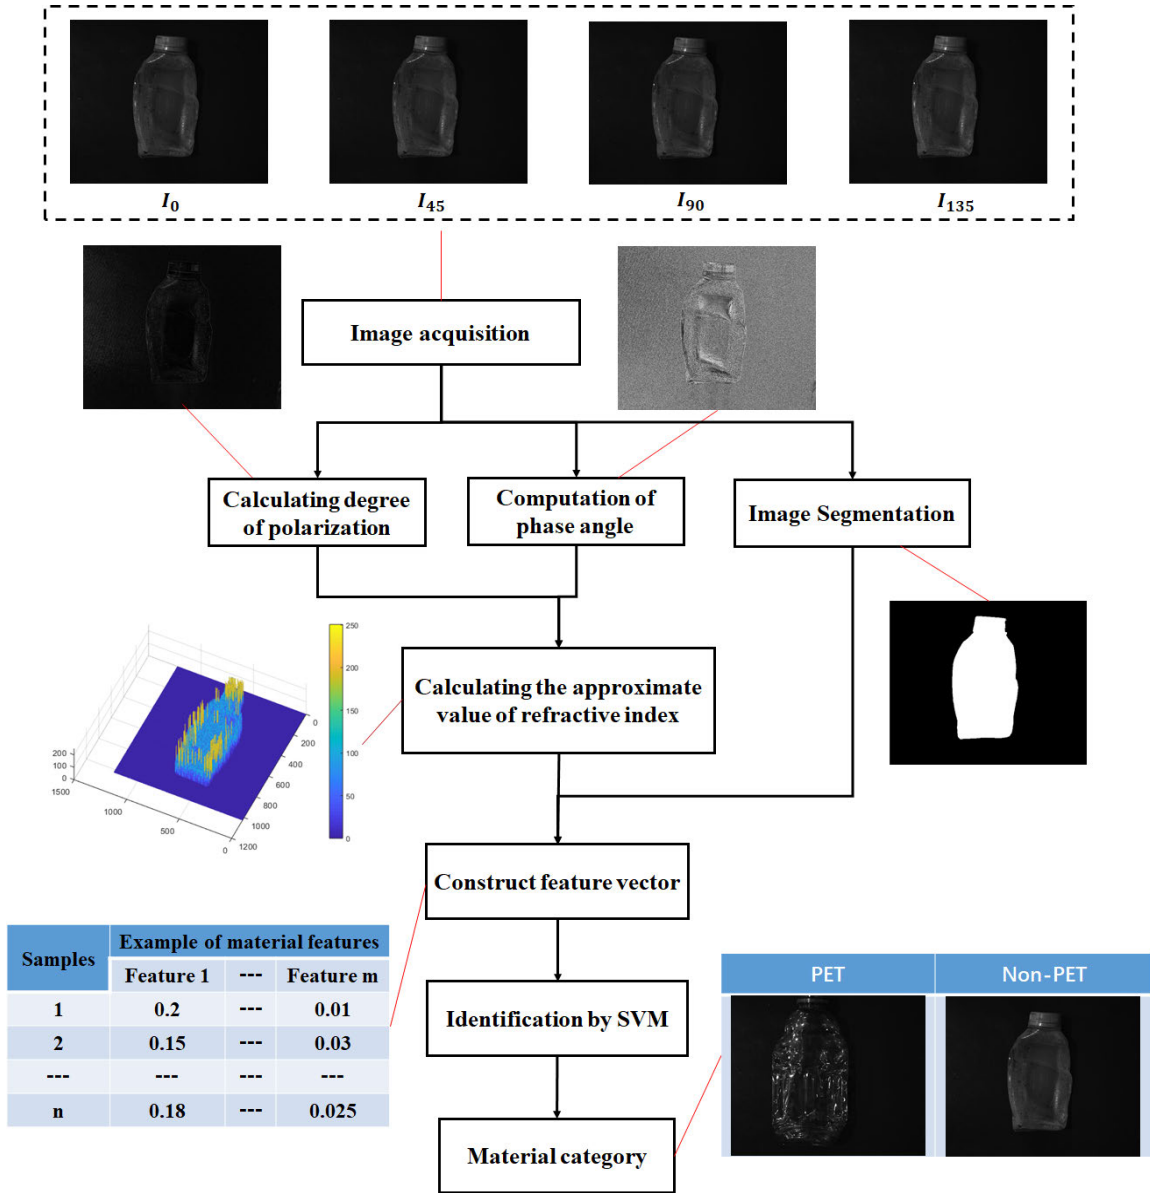 I0 I45 I90 I135
Image acquisition
Calculating degree
of polarization
Computation of
phase angle
Image Segmentation
Calculating the approximate
value of refractive index
250
200
150
100
50
0
200
100
0
1500
1000
500
0
0
200
400
600
800
1000
1200
Construct feature vector
Samples Example of material features
Feature 1 --- Feature m
1 0.2 --- 0.01
2 0.15 --- 0.03
--- --- --- ---
n 0.18 --- 0.025
Identification by SVM
PET Non-PET
Material category